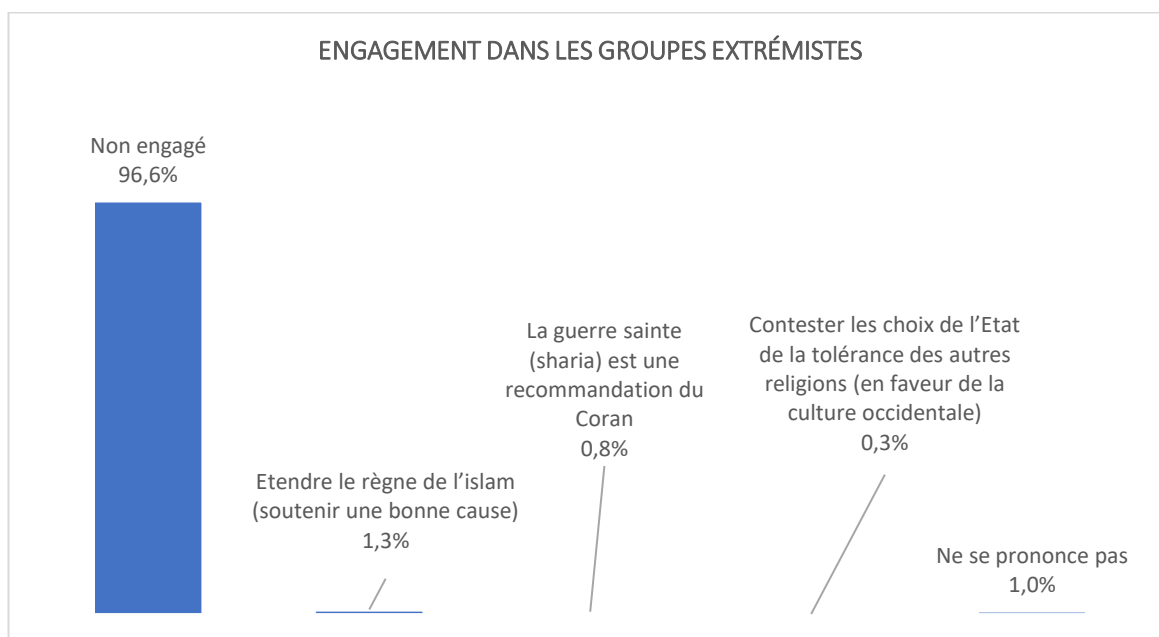 ENGAGEMENT DANS LES GROUPES EXTRÉMISTES
Non engagé
96,6%
Etendre le règne de l’islam
(soutenir une bonne cause)
1,3%
La guerre sainte
(sharia) est une
recommandation du
Coran
0,8%
Contester les choix de l’Etat
de la tolérance des autres
religions (en faveur de la
culture occidentale)
0,3%
Ne se prononce pas
1,0%